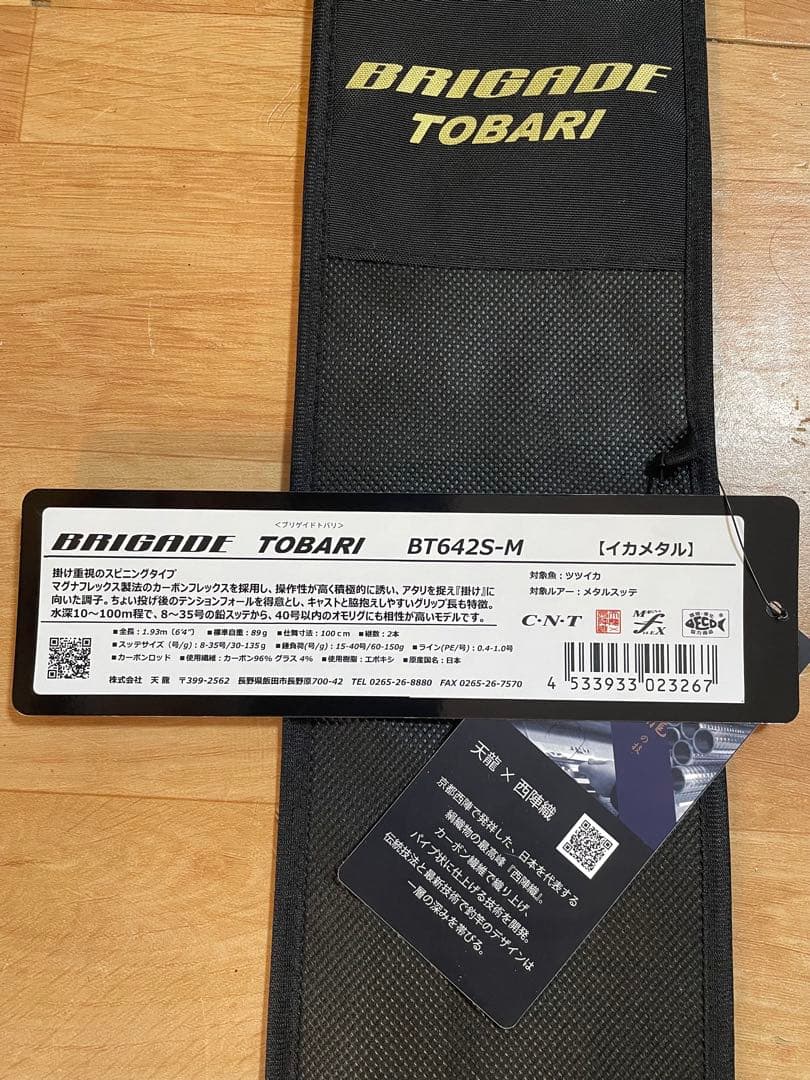 BRIGADE
TOBARI
<ブリゲイドトバリ>
BRIGADE TOBARI BT642S-M 【イカメタル】
掛け重視のスピニングタイプ
マグナフレックス製法のカーボンフレックスを採用し、操作性が高く積極的に誘い、アタリを捉え『掛け』に
向いた調子。ちょい投げ後のテンションフォールを得意とし、キャストと脇抱えしやすいグリップ長も特徴。
水深10~100m程で、8~35号の鉛スッテから、40号以内のオモリグにも相性が高いモデルです。
対象魚:ツツイカ
対象ルアー:メタルスッテ
C・N・T
■全長:1.93m(6'4") ■標準自重:89g ■仕舞寸法:100cm ■継数:2本
■スッテサイズ(号/g):8-35号/30-135g ■錘負荷(号/g):15-40号/60-150g ■ライン(PE/号):0.4-1.0号
■カーボンロッド ■使用繊維:カーボン96% グラス4% ■使用樹脂:エポキシ ■原産国名:日本
株式会社 天龍 〒399-2562 長野県飯田市長野原700-42 TEL 0265-26-8880 FAX 0265-26-7570
4 533933 023267
の技
天龍×西陣織
京都西陣で発祥した、日本を代表する
絹織物の最高峰『西陣織』。
カーボン繊維で織り上げ、
パイプ状に仕上げる技術を開発。
伝統技法と最新技術で釣竿のデザインは
一層の深みを帯びる。